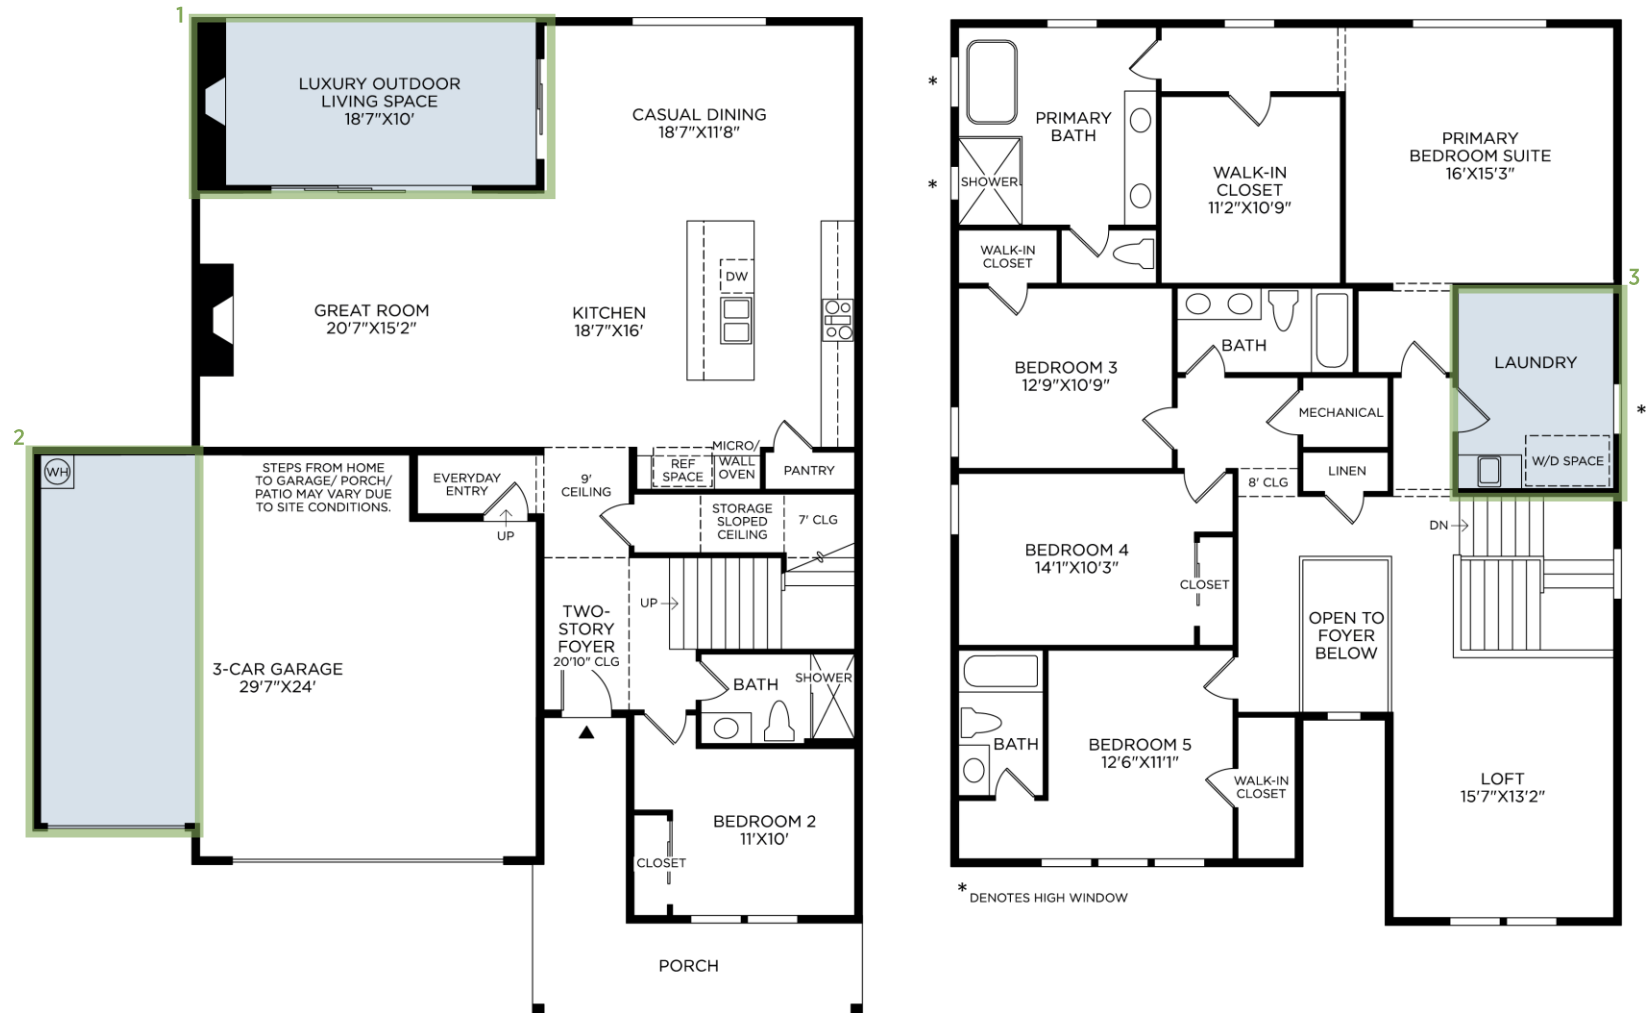 1
LUXURY OUTDOOR
LIVING SPACE
18'7"X10'
CASUAL DINING
18'7"X11'8"
GREAT ROOM
20'7"X15'2"
KITCHEN
18'7"X16'
DW
2
WH
STEPS FROM HOME
TO GARAGE/ PORCH/
PATIO MAY VARY DUE
TO SITE CONDITIONS.
EVERYDAY
ENTRY
UP
9'
CEILING
REF
SPACE
MICRO/
WALL
OVEN
PANTRY
STORAGE
SLOPED
CEILING
7' CLG
UP
TWO-
STORY
FOYER
20'10" CLG
3-CAR GARAGE
29'7"X24'
BATH
SHOWER
BEDROOM 2
11'X10'
CLOSET
PORCH
*
*
PRIMARY
BATH
SHOWER
WALK-IN
CLOSET
11'2"X10'9"
PRIMARY
BEDROOM SUITE
16'X15'3"
WALK-IN
CLOSET
3
BEDROOM 3
12'9"X10'9"
BATH
LAUNDRY
*
MECHANICAL
W/D SPACE
LINEN
8' CLG
DN
BEDROOM 4
14'1"X10'3"
CLOSET
OPEN TO
FOYER
BELOW
BATH
BEDROOM 5
12'6"X11'1"
WALK-IN
CLOSET
LOFT
15'7"X13'2"
* DENOTES HIGH WINDOW